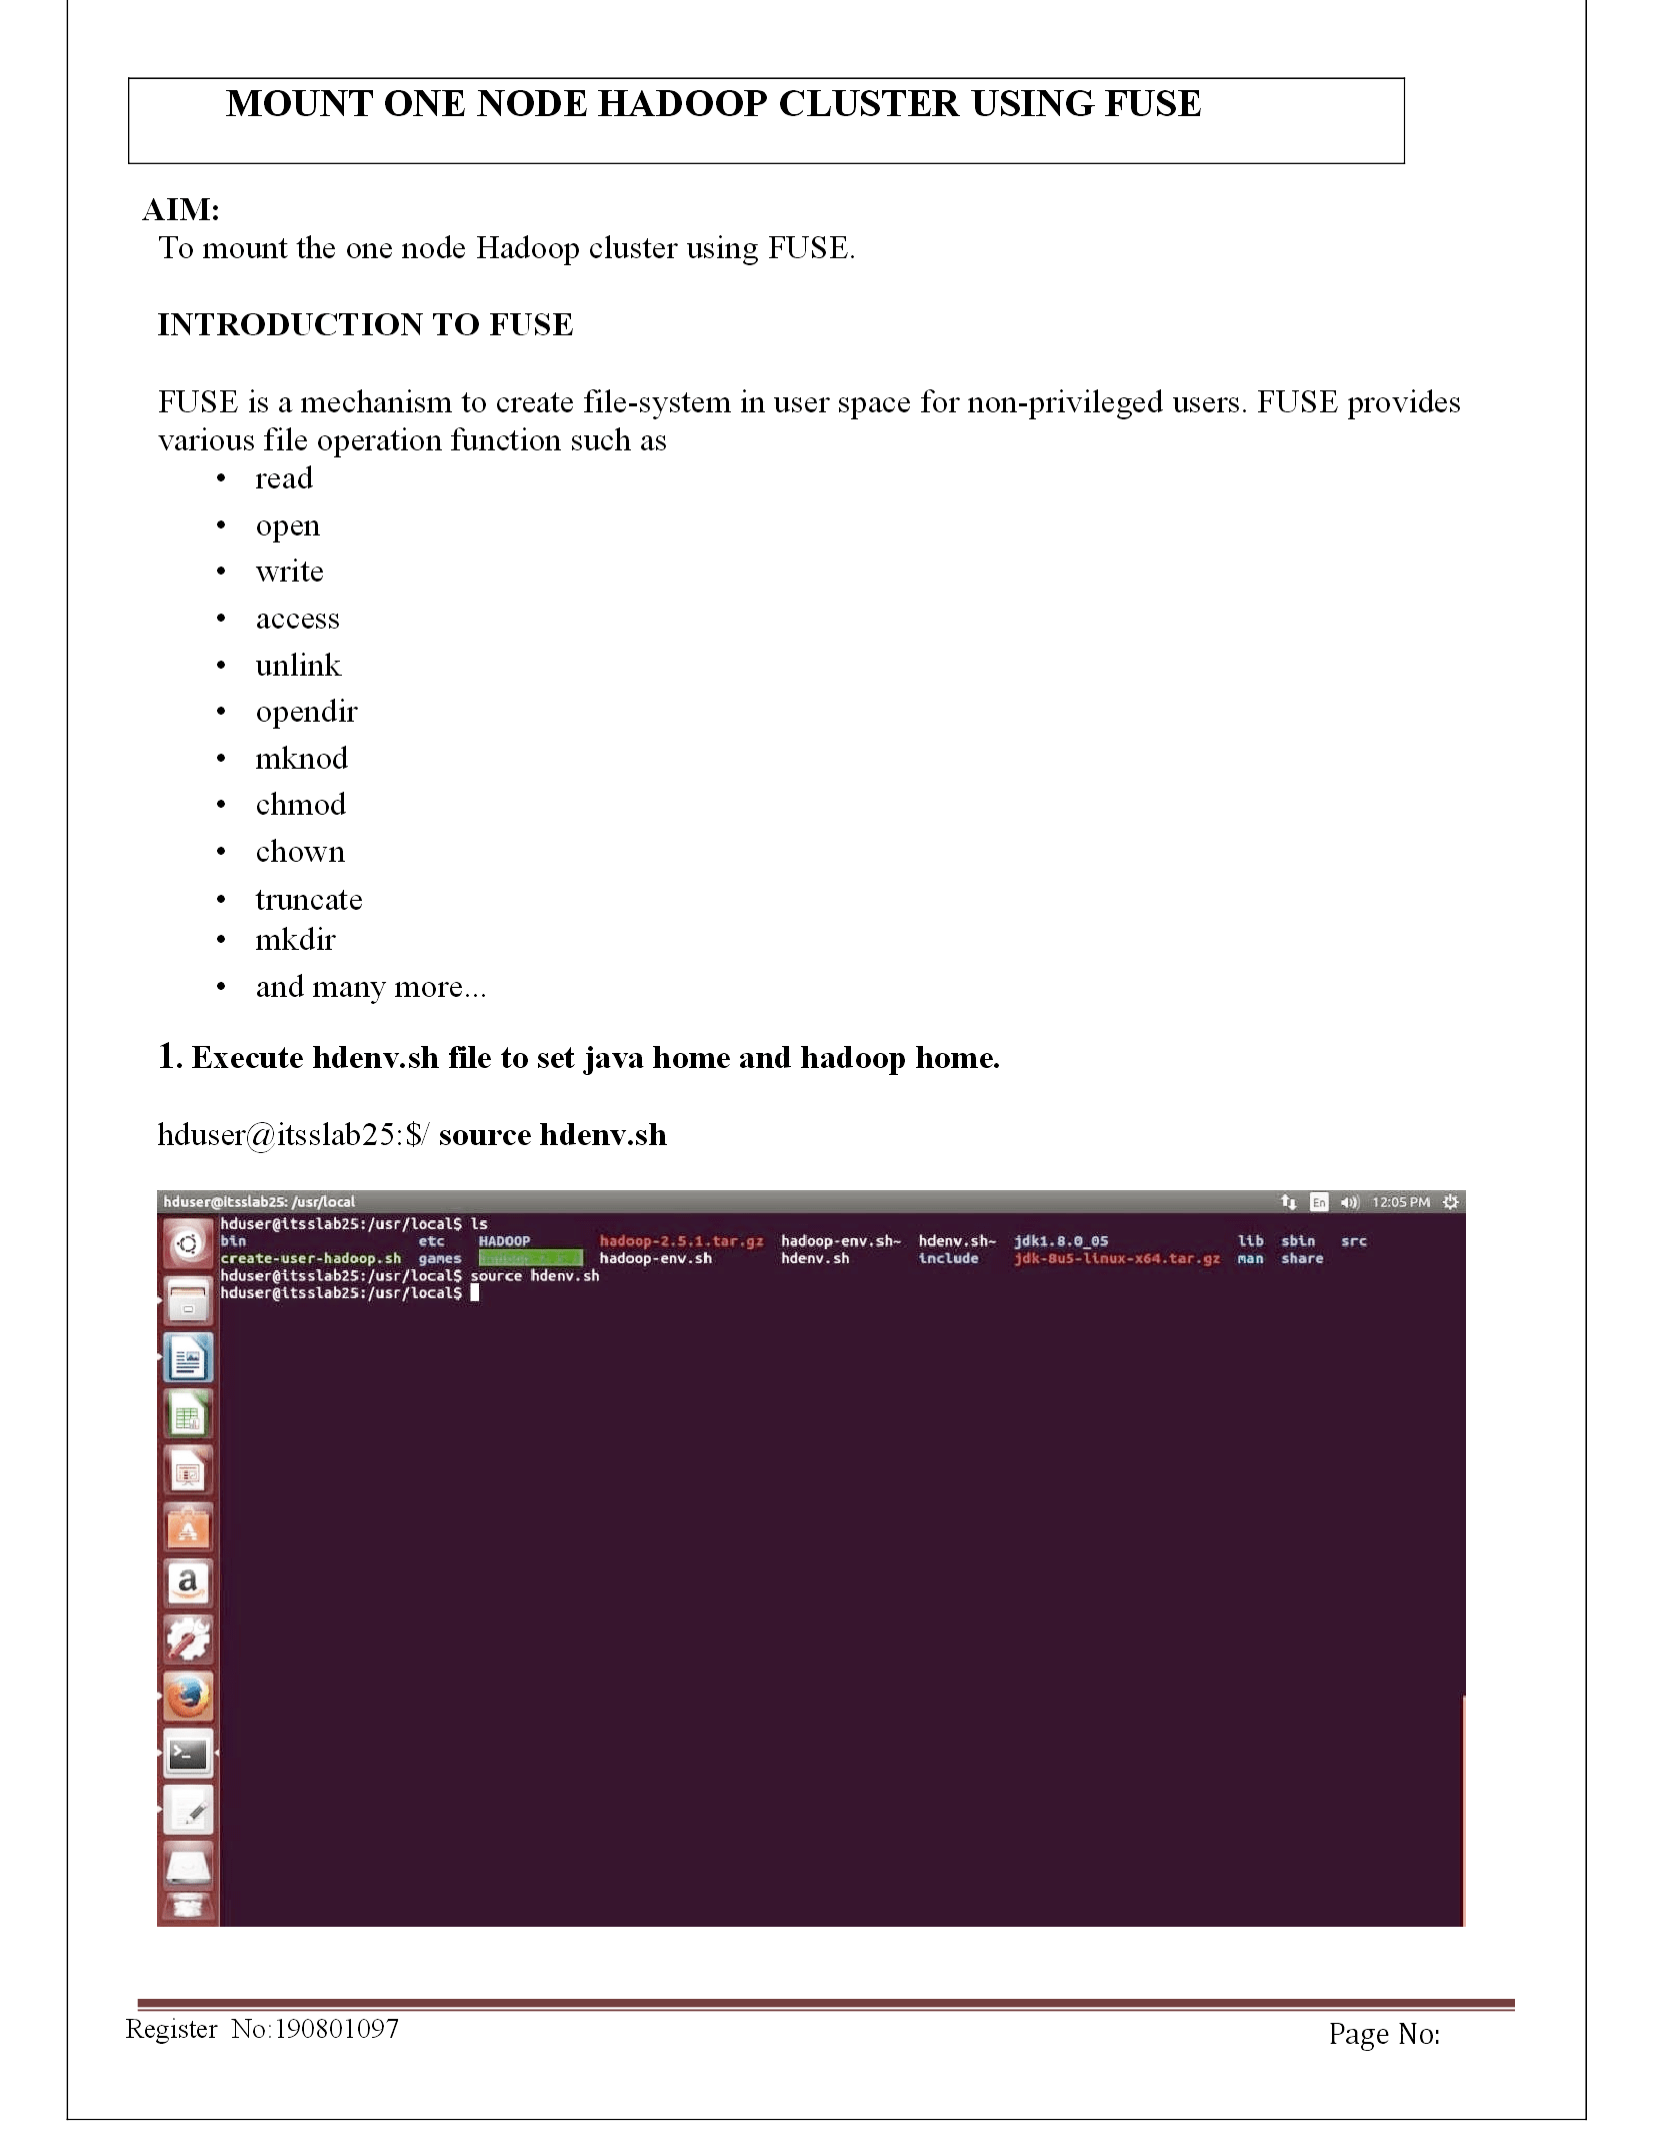 MOUNT ONE NODE HADOOP CLUSTER USING FUSE
AIM:
To mount the one node Hadoop cluster using FUSE.
INTRODUCTION TO FUSE
FUSE is a mechanism to create file-system in user space for non-privileged users. FUSE provides
various file operation function such as
• read
• open
• write
• access
• unlink
• opendir
• mknod
• chmod
• chown
• truncate
• mkdir
• and many more...
1. Execute hdenv.sh file to set java home and hadoop home.
hduser@itsslab25:$/ source hdenv.sh
hduser@itsslab25: /usr/local En 12:05 PM
hduser@itsslab25:/usr/local$ ls
bin etc HADOOP hadoop-2.5.1.tar.gz hadoop-env.sh~ hdenv.sh~ jdk1.8.0_05 lib sbin src
create-user-hadoop.sh games hadoop-env.sh hdenv.sh include jdk-8u5-linux-x64.tar.gz man share
hduser@itsslab25:/usr/local$ source hdenv.sh
hduser@itsslab25:/usr/local$
Register No:190801097
Page No: